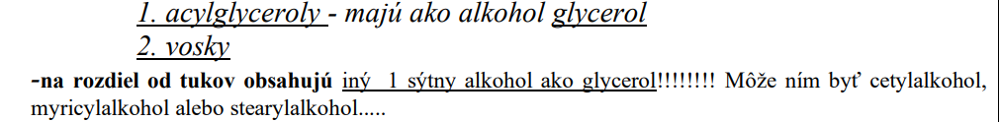 1. acylglyceroly - majú ako alkohol glycerol
2. vosky
-na rozdiel od tukov obsahujú iný  1 sýtny alkohol ako glycerol!!!!!!!! Môže ním byť cetylalkohol,
myricylalkohol alebo stearylalkohol.....